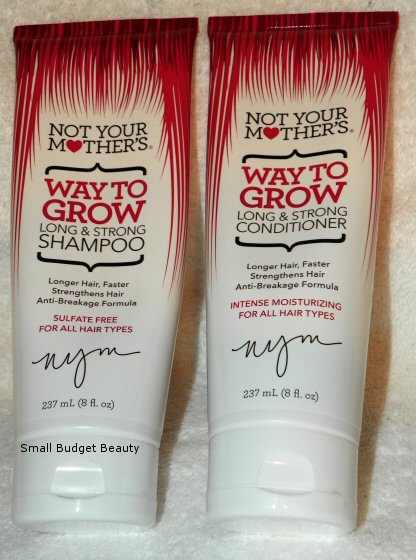 NOT YOUR
M❤THER'S®
WAY TO
GROW
LONG & STRONG
SHAMPOO
Longer Hair, Faster
Strengthens Hair
Anti-Breakage Formula
SULFATE FREE
FOR ALL HAIR TYPES
nym
237 mL (8 fl. oz)
NOT YOUR
M❤THER'S®
WAY TO
GROW
LONG & STRONG
CONDITIONER
Longer Hair, Faster
Strengthens Hair
Anti-Breakage Formula
INTENSE MOISTURIZING
FOR ALL HAIR TYPES
nym
237 mL (8 fl. oz)
Small Budget Beauty